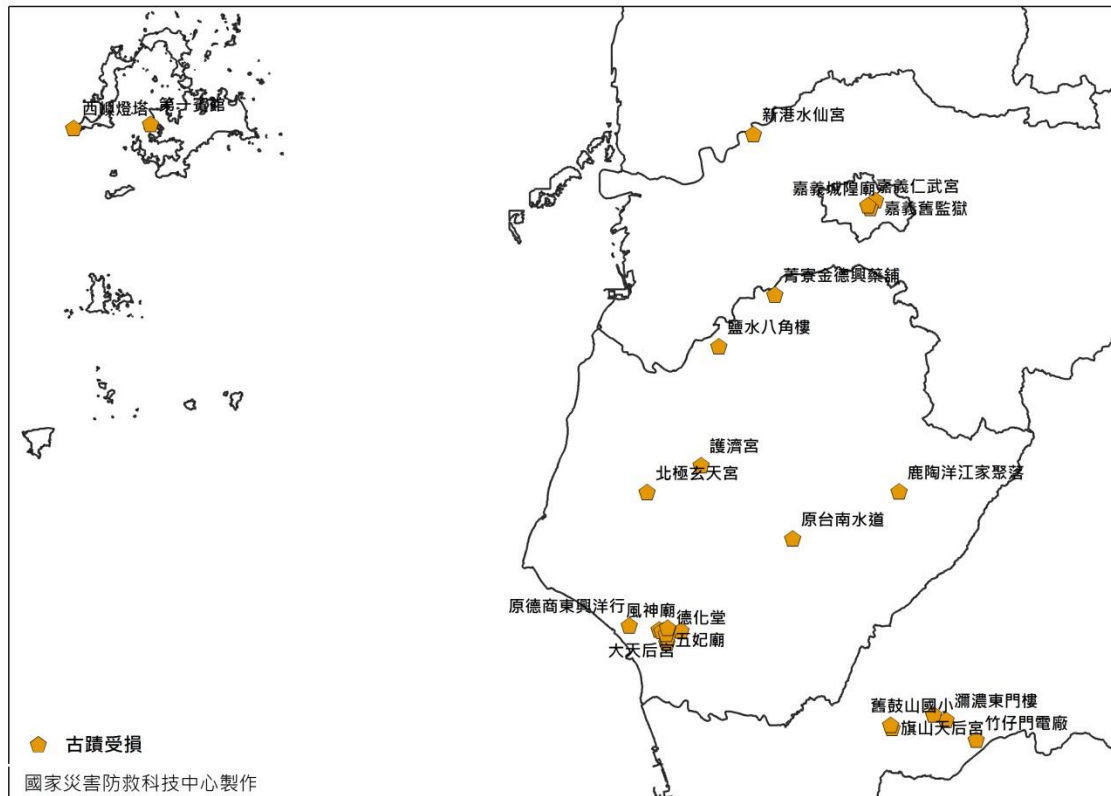 西嶼燈塔
第一賓館
新港水仙宮
嘉義城隍廟
嘉義仁武宮
嘉義舊監獄
菁寮金德興藥舖
鹽水八角樓
護濟宮
北極玄天宮
鹿陶洋江家聚落
原台南水道
原德商東興洋行
風神廟
德化堂
大天后宮
五妃廟
舊鼓山國小
瀰濃東門樓
旗山天后宮
竹仔門電廠
古蹟受損
國家災害防救科技中心製作